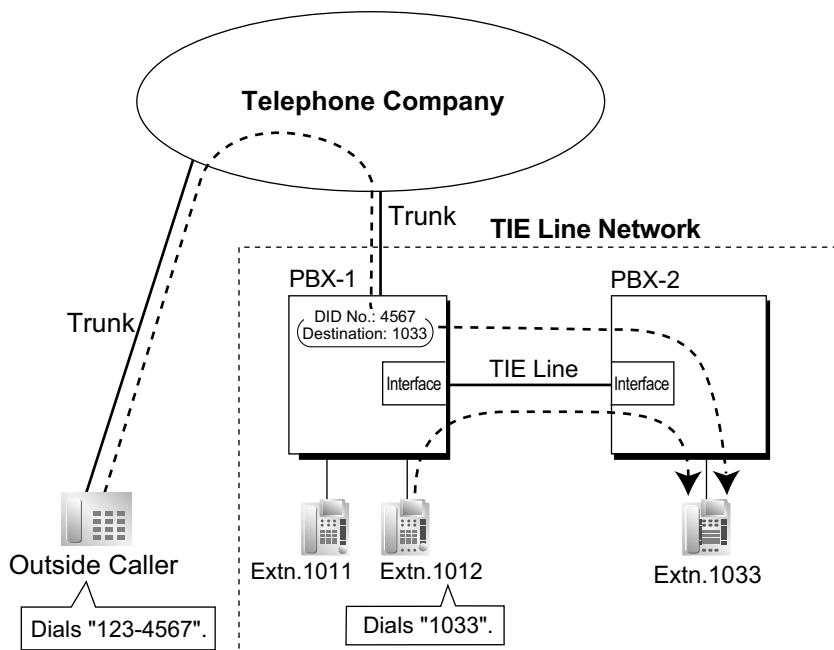 Telephone Company
Trunk
TIE Line Network
PBX-1
PBX-2
DID No.: 4567
Destination: 1033
Trunk
Interface
TIE Line
Interface
Outside Caller
Extn.1011
Extn.1012
Extn.1033
Dials "123-4567".
Dials "1033".